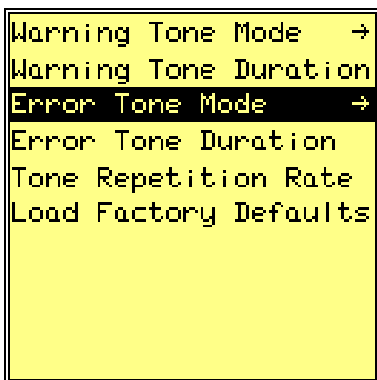 Warning Tone Mode →
Warning Tone Duration
Error Tone Mode →
Error Tone Duration
Tone Repetition Rate
Load Factory Defaults